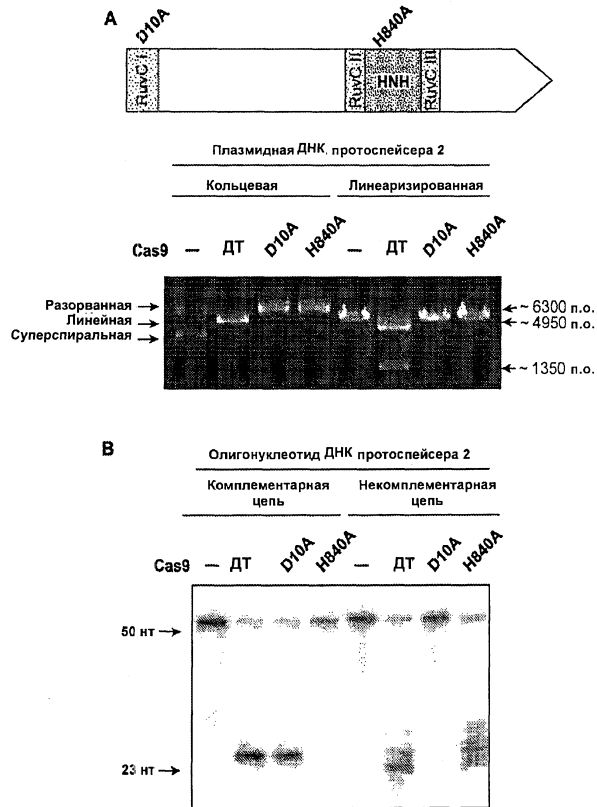 A
D10A
H840A
RuvC I
RuvC II
HNH
RuvC III
Плазмидная ДНК. протоспейсера 2
Кольцевая
Линеаризированная
Cas9 – ДТ D10A H840A – ДТ D10A H840A
Разорванная
Линейная
Суперспиральная
~ 6300 п.о.
~ 4950 п.о.
~ 1350 п.о.
B
Олигонуклеотид ДНК протоспейсера 2
Комплементарная цепь
Некомплементарная цепь
Cas9 – ДТ D10A H840A – ДТ D10A H840A
50 нт
23 нт